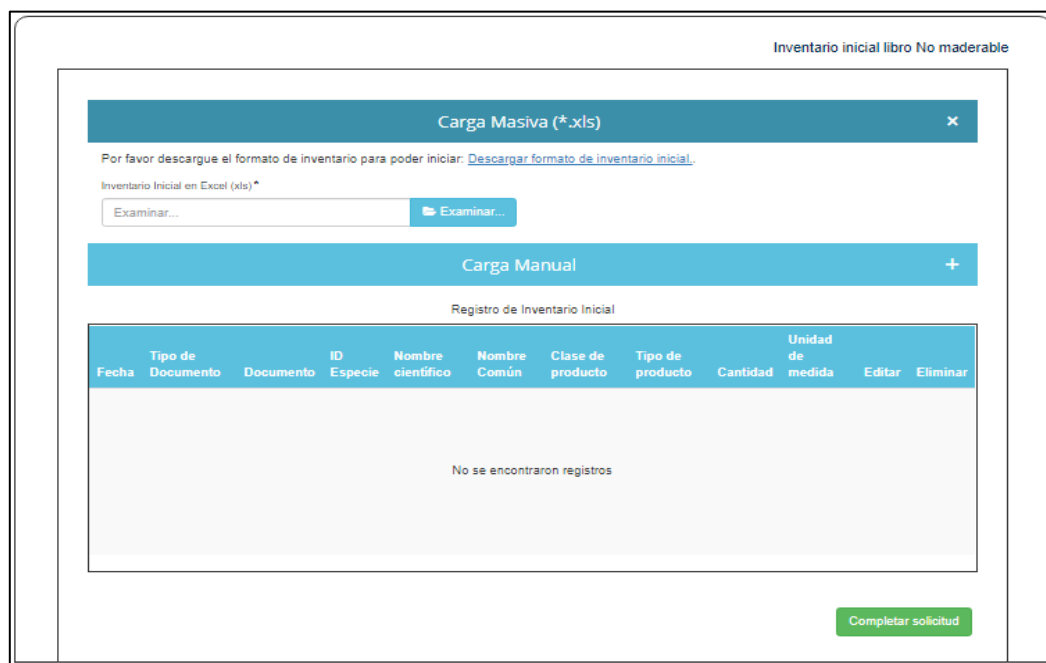 Inventario inicial libro No maderable
Carga Masiva (*.xls)
×
Por favor descargue el formato de inventario para poder iniciar: Descargar formato de inventario inicial..
Inventario Inicial en Excel (xls)*
Examinar...
Examinar...
Carga Manual
+
Registro de Inventario Inicial
Fecha
Tipo de
Documento
Documento
ID
Especie
Nombre
científico
Nombre
Común
Clase de
producto
Tipo de
producto
Cantidad
Unidad
de
medida
Editar
Eliminar
No se encontraron registros
Completar solicitud